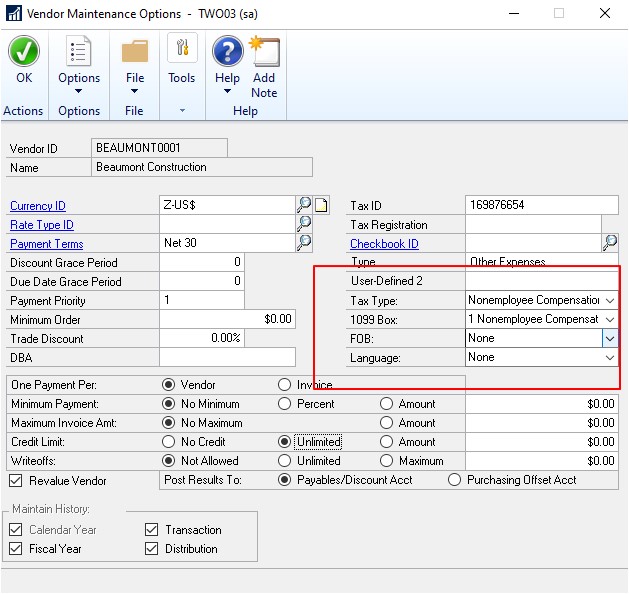 Vendor Maintenance Options - TWO03 (sa)
OK Options File Tools Help Add Note
Actions Options File Help
Vendor ID BEAUMONT0001
Name Beaumont Construction
Currency ID Z-US$ Tax ID 169876654
Rate Type ID Tax Registration
Payment Terms Net 30 Checkbook ID
Discount Grace Period 0 Type Other Expenses
Due Date Grace Period 0 User-Defined 2
Payment Priority 1 Tax Type: Nonemployee Compensation
Minimum Order $0.00 1099 Box: 1 Nonemployee Compensat
Trade Discount 0.00% FOB: None
DBA Language: None
One Payment Per: Vendor Invoice
Minimum Payment: No Minimum Percent Amount $0.00
Maximum Invoice Amt: No Maximum Amount $0.00
Credit Limit: No Credit Unlimited Amount $0.00
Writeoffs: Not Allowed Unlimited Maximum $0.00
Revalue Vendor Post Results To: Payables/Discount Acct Purchasing Offset Acct
Maintain History:
Calendar Year Transaction
Fiscal Year Distribution